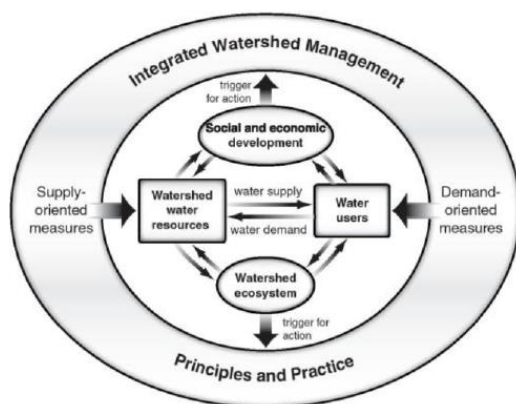 Integrated Watershed Management
trigger
for action
Social and economic
development
Supply-
oriented
measures
Watershed
water
resources
water supply
water demand
Water
users
Demand-
oriented
measures
Watershed
ecosystem
trigger for
action
Principles and Practice